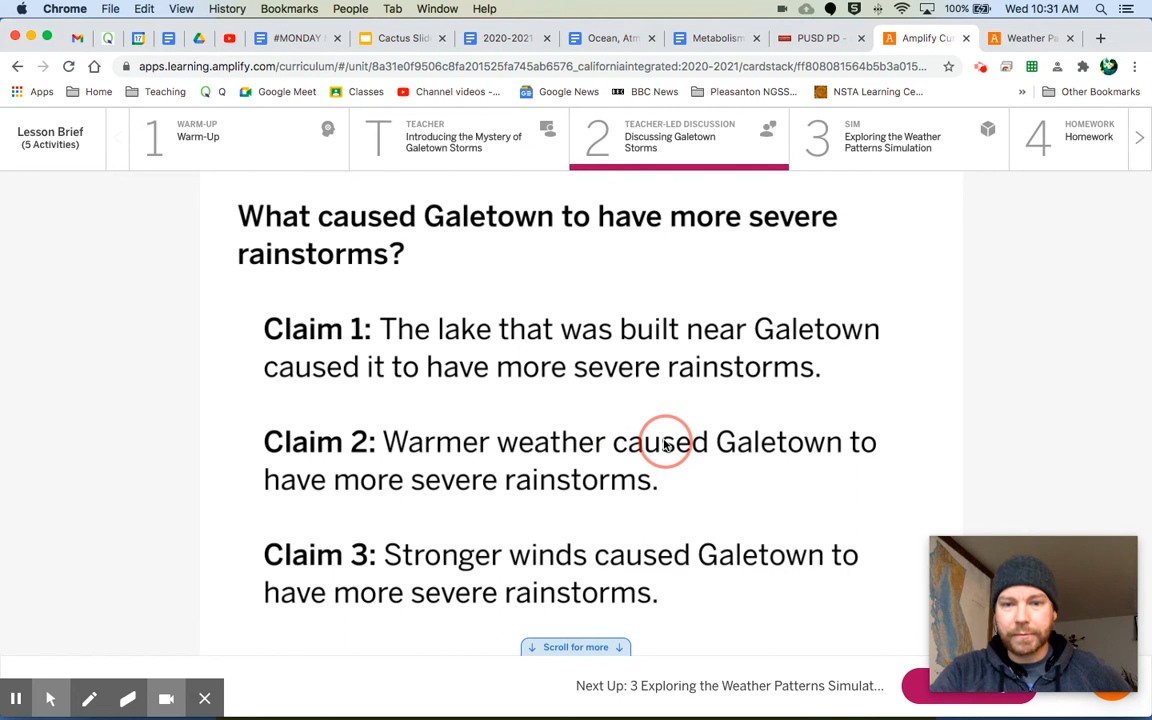 Chrome File Edit View History Bookmarks People Tab Window Help 100% Wed 10:31 AM
#MONDAY Cactus Slid 2020-2021 Ocean, Atm Metabolism PUSD PD - Amplify Cu Weather Pa
apps.learning.amplify.com/curriculum/#/unit/8a31e0f9506c8fa201525fa745ab6576_californiaintegrated:2020-2021/cardstack/ff808081564b5b3a015...
Apps Home Teaching Q Google Meet Classes Channel videos -... Google News BBC News Pleasanton NGSS... NSTA Learning Ce... » Other Bookmarks
Lesson Brief
(5 Activities)
1 WARM-UP
Warm-Up
T TEACHER
Introducing the Mystery of
Galetown Storms
2 TEACHER-LED DISCUSSION
Discussing Galetown
Storms
3 SIM
Exploring the Weather
Patterns Simulation
4 HOMEWORK
Homework
What caused Galetown to have more severe
rainstorms?
Claim 1: The lake that was built near Galetown
caused it to have more severe rainstorms.
Claim 2: Warmer weather caused Galetown to
have more severe rainstorms.
Claim 3: Stronger winds caused Galetown to
have more severe rainstorms.
Scroll for more
Next Up: 3 Exploring the Weather Patterns Simulat...